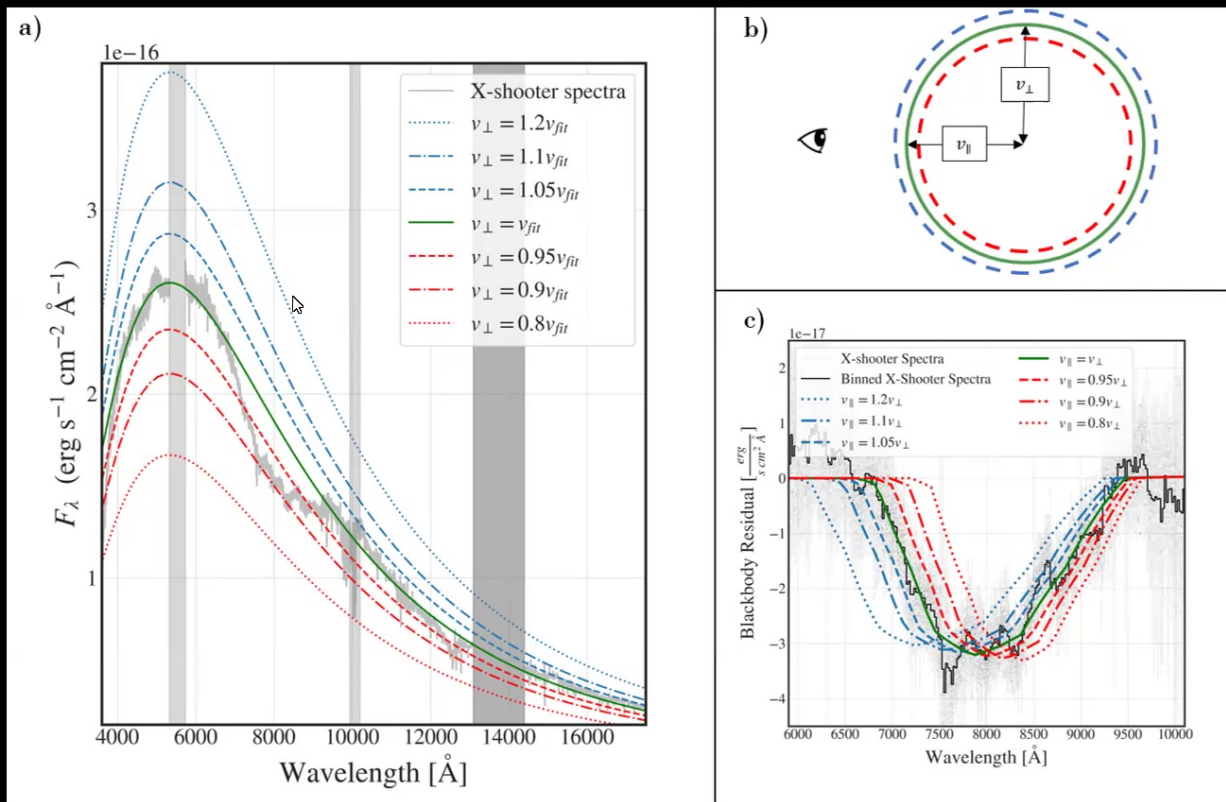 a)
1e−16
3
2
1
F_λ (erg s⁻¹ cm⁻² Å⁻¹)
4000 6000 8000 10000 12000 14000 16000
Wavelength [Å]
X-shooter spectra
v⊥ = 1.2v_fit
v⊥ = 1.1v_fit
v⊥ = 1.05v_fit
v⊥ = v_fit
v⊥ = 0.95v_fit
v⊥ = 0.9v_fit
v⊥ = 0.8v_fit
b)
v⊥
v∥
c)
1e−17
2
1
0
−1
−2
−3
−4
Blackbody Residual [erg / s cm² Å]
X-shooter Spectra
Binned X-Shooter Spectra
v∥ = 1.2v⊥
v∥ = 1.1v⊥
v∥ = 1.05v⊥
v∥ = v⊥
v∥ = 0.95v⊥
v∥ = 0.9v⊥
v∥ = 0.8v⊥
6000 6500 7000 7500 8000 8500 9000 9500 10000
Wavelength [Å]